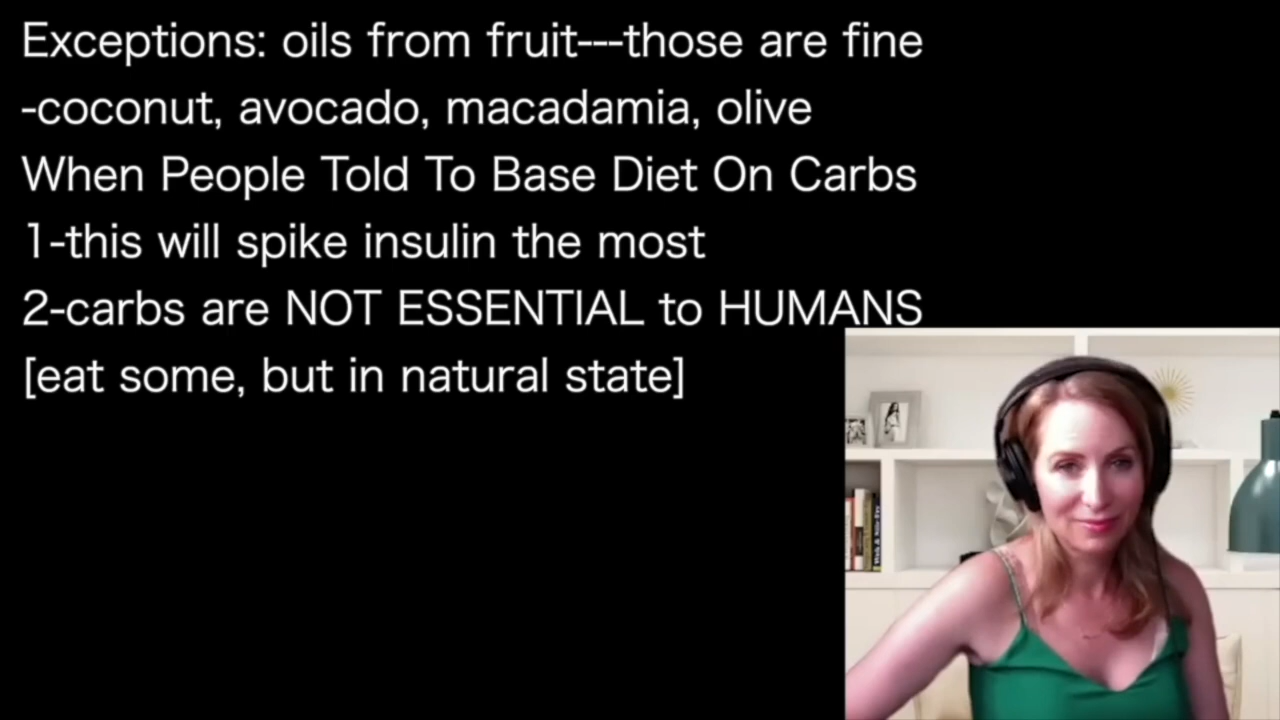 Exceptions: oils from fruit---those are fine
-coconut, avocado, macadamia, olive
When People Told To Base Diet On Carbs
1-this will spike insulin the most
2-carbs are NOT ESSENTIAL to HUMANS
[eat some, but in natural state]